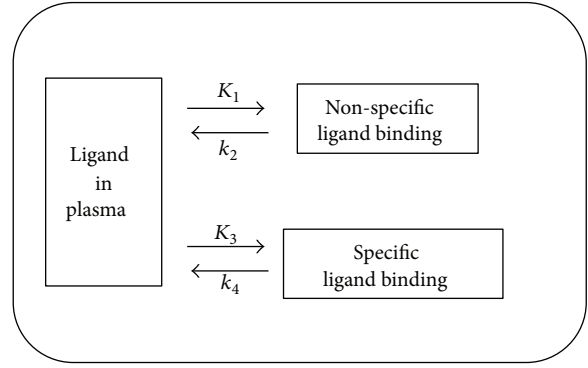 Ligand
in
plasma
K₁
k₂
Non-specific
ligand binding
K₃
k₄
Specific
ligand binding